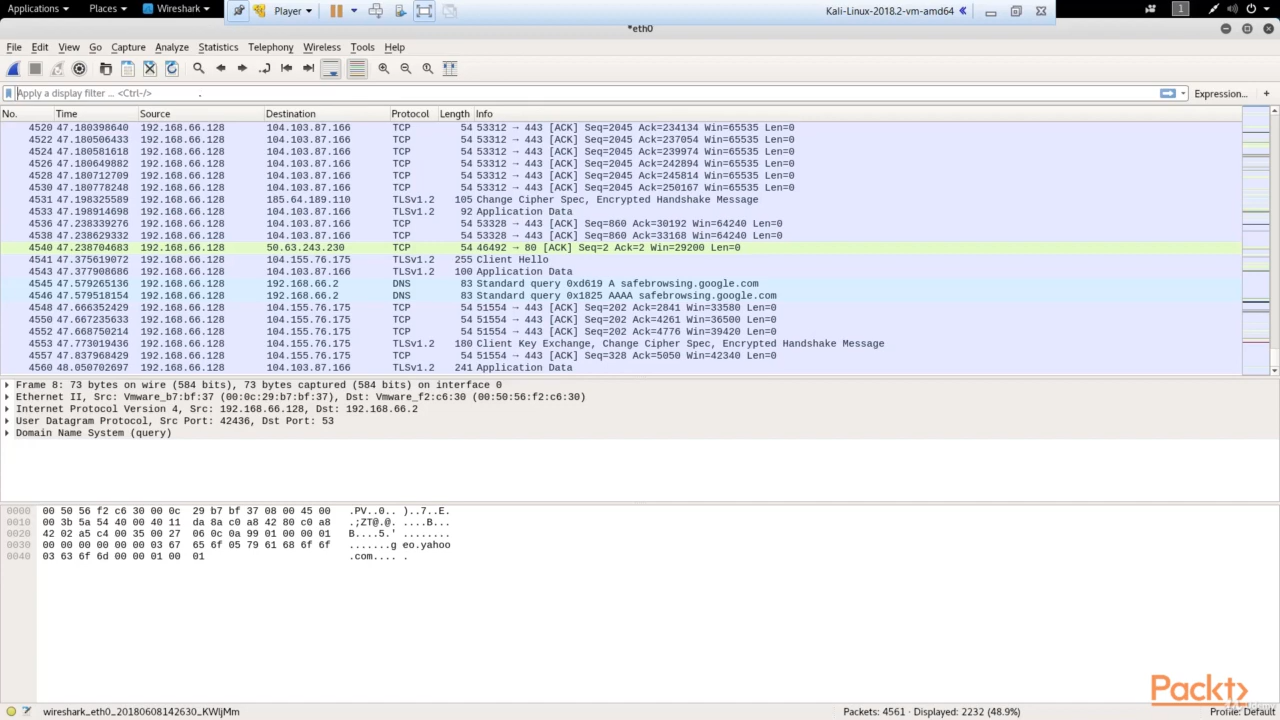 Applications Places Wireshark Player Kali-Linux-2018.2-vm-amd64 1
*eth0
File Edit View Go Capture Analyze Statistics Telephony Wireless Tools Help
Apply a display filter ... <Ctrl-/> Expression... +
No. Time Source Destination Protocol Length Info
4520 47.180398640 192.168.66.128 104.103.87.166 TCP 54 53312 → 443 [ACK] Seq=2045 Ack=234134 Win=65535 Len=0
4522 47.180506433 192.168.66.128 104.103.87.166 TCP 54 53312 → 443 [ACK] Seq=2045 Ack=237054 Win=65535 Len=0
4524 47.180581618 192.168.66.128 104.103.87.166 TCP 54 53312 → 443 [ACK] Seq=2045 Ack=239974 Win=65535 Len=0
4526 47.180649882 192.168.66.128 104.103.87.166 TCP 54 53312 → 443 [ACK] Seq=2045 Ack=242894 Win=65535 Len=0
4528 47.180712709 192.168.66.128 104.103.87.166 TCP 54 53312 → 443 [ACK] Seq=2045 Ack=245814 Win=65535 Len=0
4530 47.180778248 192.168.66.128 104.103.87.166 TCP 54 53312 → 443 [ACK] Seq=2045 Ack=250167 Win=65535 Len=0
4531 47.198325589 192.168.66.128 185.64.189.110 TLSv1.2 105 Change Cipher Spec, Encrypted Handshake Message
4533 47.198914698 192.168.66.128 104.103.87.166 TLSv1.2 92 Application Data
4536 47.238339276 192.168.66.128 104.103.87.166 TCP 54 53328 → 443 [ACK] Seq=860 Ack=30192 Win=64240 Len=0
4538 47.238629332 192.168.66.128 104.103.87.166 TCP 54 53328 → 443 [ACK] Seq=860 Ack=33168 Win=64240 Len=0
4540 47.238704683 192.168.66.128 50.63.243.230 TCP 54 46492 → 80 [ACK] Seq=2 Ack=2 Win=29200 Len=0
4541 47.375619072 192.168.66.128 104.155.76.175 TLSv1.2 255 Client Hello
4543 47.377908686 192.168.66.128 104.103.87.166 TLSv1.2 100 Application Data
4545 47.579265136 192.168.66.128 192.168.66.2 DNS 83 Standard query 0xd619 A safebrowsing.google.com
4546 47.579518154 192.168.66.128 192.168.66.2 DNS 83 Standard query 0x1825 AAAA safebrowsing.google.com
4548 47.666352429 192.168.66.128 104.155.76.175 TCP 54 51554 → 443 [ACK] Seq=202 Ack=2841 Win=33580 Len=0
4550 47.667235633 192.168.66.128 104.155.76.175 TCP 54 51554 → 443 [ACK] Seq=202 Ack=4261 Win=36500 Len=0
4552 47.668750214 192.168.66.128 104.155.76.175 TCP 54 51554 → 443 [ACK] Seq=202 Ack=4776 Win=39420 Len=0
4553 47.773019436 192.168.66.128 104.155.76.175 TLSv1.2 180 Client Key Exchange, Change Cipher Spec, Encrypted Handshake Message
4557 47.837968429 192.168.66.128 104.155.76.175 TCP 54 51554 → 443 [ACK] Seq=328 Ack=5050 Win=42340 Len=0
4560 48.050702697 192.168.66.128 104.103.87.166 TLSv1.2 241 Application Data
Frame 8: 73 bytes on wire (584 bits), 73 bytes captured (584 bits) on interface 0
Ethernet II, Src: Vmware_b7:bf:37 (00:0c:29:b7:bf:37), Dst: Vmware_f2:c6:30 (00:50:56:f2:c6:30)
Internet Protocol Version 4, Src: 192.168.66.128, Dst: 192.168.66.2
User Datagram Protocol, Src Port: 42436, Dst Port: 53
Domain Name System (query)
0000 00 50 56 f2 c6 30 00 0c 29 b7 bf 37 08 00 45 00 .PV..0.. )..7..E.
0010 00 3b 5a 54 40 00 40 11 da 8a c0 a8 42 80 c0 a8 .;ZT@.@. ....B...
0020 42 02 a5 c4 00 35 00 27 06 0c 0a 99 01 00 00 01 B....5.' ........
0030 00 00 00 00 00 00 03 67 65 6f 05 79 61 68 6f 6f .......g eo.yahoo
0040 03 63 6f 6d 00 00 01 00 01 .com.... .
Packt
wireshark_eth0_20180608142630_KWljMm Packets: 4561 · Displayed: 2232 (48.9%) Profile: Default